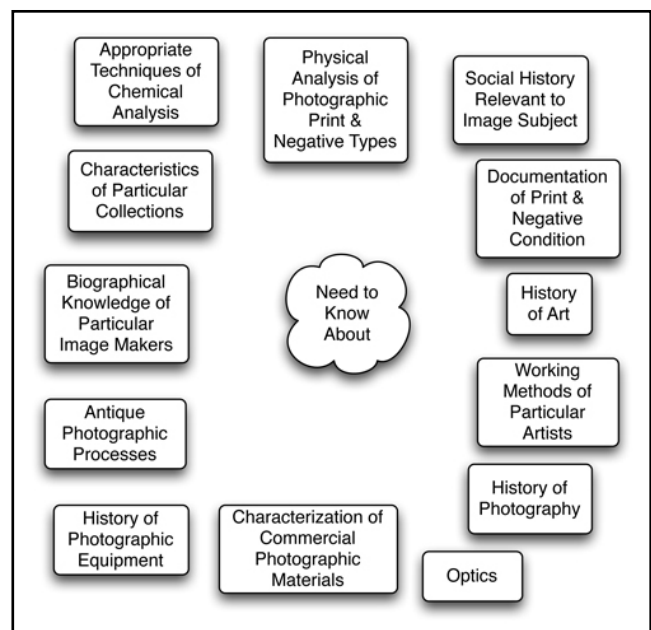 Appropriate
Techniques of
Chemical
Analysis
Physical
Analysis of
Photographic
Print &
Negative Types
Social History
Relevant to
Image Subject
Characteristics
of Particular
Collections
Documentation
of Print &
Negative
Condition
Biographical
Knowledge of
Particular
Image Makers
Need to
Know
About
History
of Art
Working
Methods of
Particular
Artists
Antique
Photographic
Processes
History of
Photography
History of
Photographic
Equipment
Characterization of
Commercial
Photographic
Materials
Optics